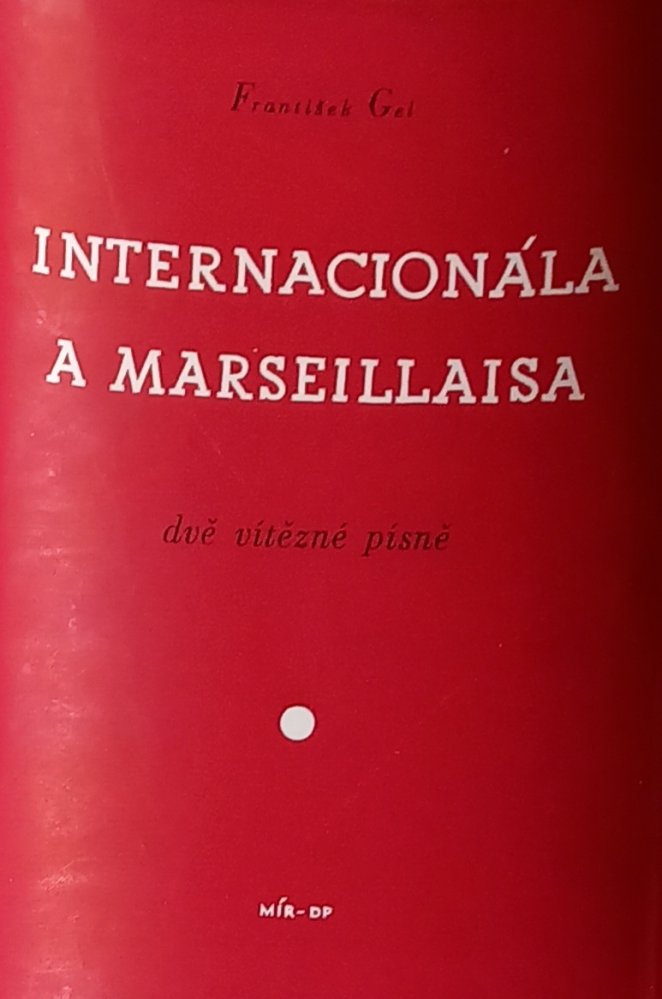 František Gel
INTERNACIONÁLA
A MARSEILLAISA
dvě vítězné písně
MÍR-DP